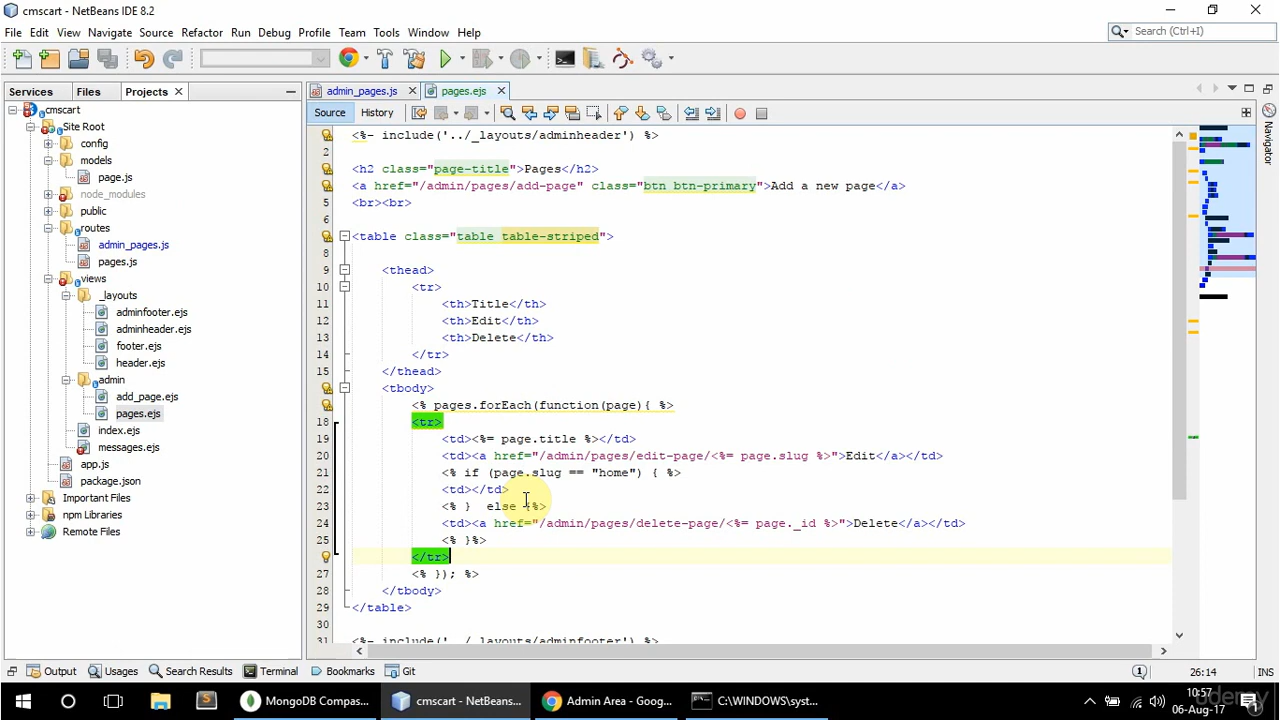 cmscart - NetBeans IDE 8.2
File Edit View Navigate Source Refactor Run Debug Profile Team Tools Window Help
Search (Ctrl+I)
Services Files Projects
admin_pages.js pages.ejs
Source History
Navigator
cmscart
Site Root
config
models
page.js
node_modules
public
routes
admin_pages.js
pages.js
views
_layouts
adminfooter.ejs
adminheader.ejs
footer.ejs
header.ejs
admin
add_page.ejs
pages.ejs
index.ejs
messages.ejs
app.js
package.json
Important Files
npm Libraries
Remote Files
<%- include('../_layouts/adminheader') %>
2
3 <h2 class="page-title">Pages</h2>
<a href="/admin/pages/add-page" class="btn btn-primary">Add a new page</a>
5 <br><br>
6
<table class="table table-striped">
8
9 <thead>
10 <tr>
11 <th>Title</th>
12 <th>Edit</th>
13 <th>Delete</th>
14 </tr>
15 </thead>
<tbody>
<% pages.forEach(function(page){ %>
18 <tr>
19 <td><%= page.title %></td>
20 <td><a href="/admin/pages/edit-page/<%= page.slug %>">Edit</a></td>
21 <% if (page.slug == "home") { %>
22 <td></td>
23 <% } else {%>
24 <td><a href="/admin/pages/delete-page/<%= page._id %>">Delete</a></td>
25 <% }%>
</tr>
27 <% }); %>
28 </tbody>
29 </table>
30
31 <%- include('../_layouts/adminfooter') %>
Output Usages Search Results Terminal Bookmarks Git
26:14 INS
MongoDB Compas... cmscart - NetBeans ... Admin Area - Goog... C:\WINDOWS\syst...
10:57
06-Aug-17
udemy